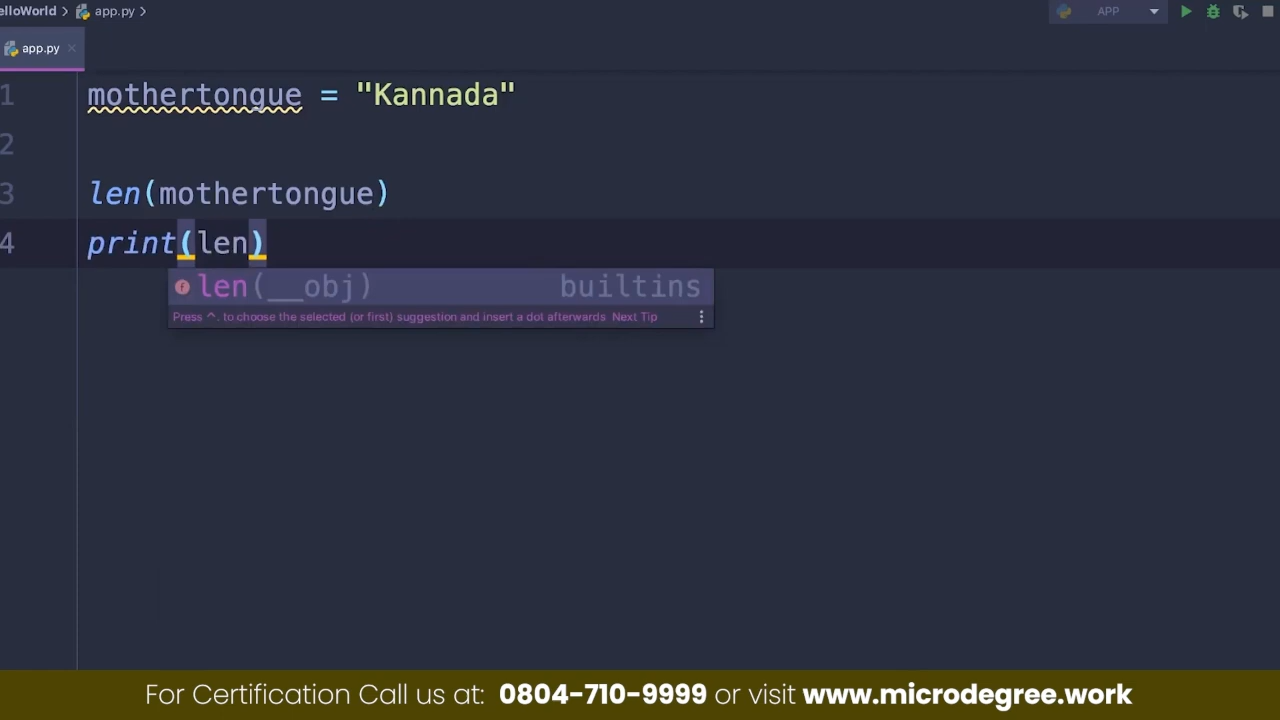 elloWorld > app.py >
APP
app.py ×
1 mothertongue = "Kannada"
2
3 len(mothertongue)
4 print(len)
len(__obj) builtins
Press ^. to choose the selected (or first) suggestion and insert a dot afterwards Next Tip
For Certification Call us at: 0804-710-9999 or visit www.microdegree.work